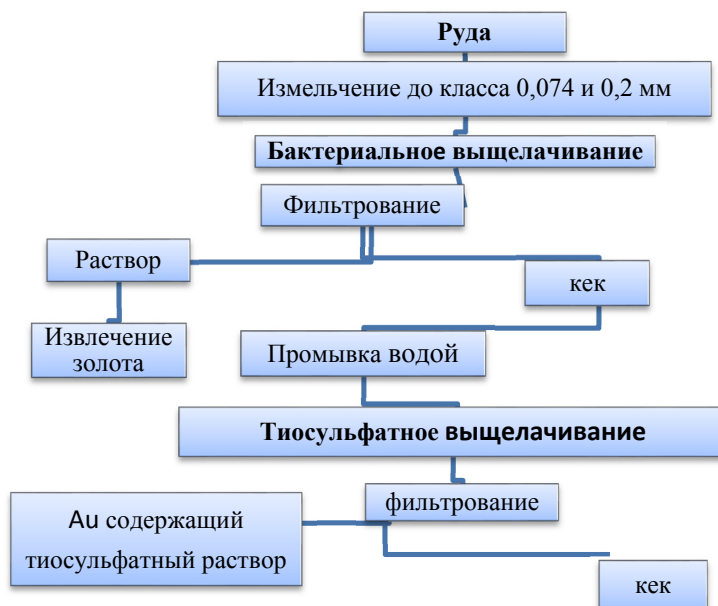 Руда
Измельчение до класса 0,074 и 0,2 мм
Бактериальное выщелачивание
Фильтрование
Раствор
кек
Извлечение
золота
Промывка водой
Тиосульфатное выщелачивание
фильтрование
Au содержащий
тиосульфатный раствор
кек